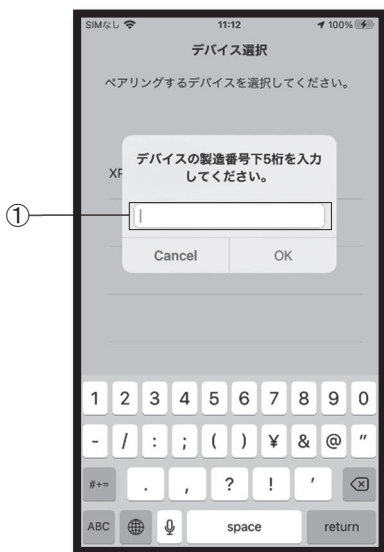 SIMなし 11:12 100%
デバイス選択
ペアリングするデバイスを選択してください。
デバイスの製造番号下5桁を入力
してください。
XP
①
Cancel OK
1 2 3 4 5 6 7 8 9 0
- / : ; ( ) ¥ & @ "
#+= . , ? ! '
ABC space return